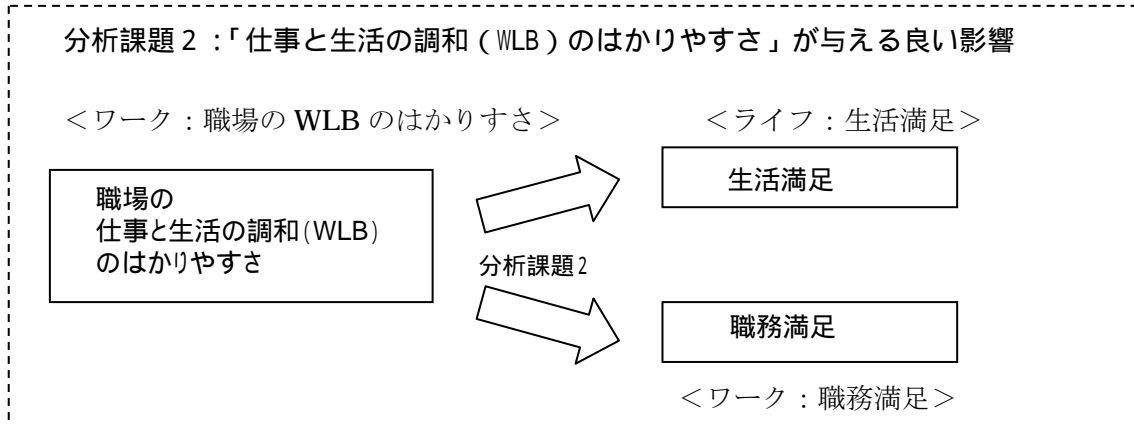 分析課題2:「仕事と生活の調和(WLB)のはかりやすさ」が与える良い影響
<ワーク:職場の WLB のはかりすさ>
<ライフ:生活満足>
職場の
仕事と生活の調和(WLB)
のはかりやすさ
生活満足
分析課題2
職務満足
<ワーク:職務満足>